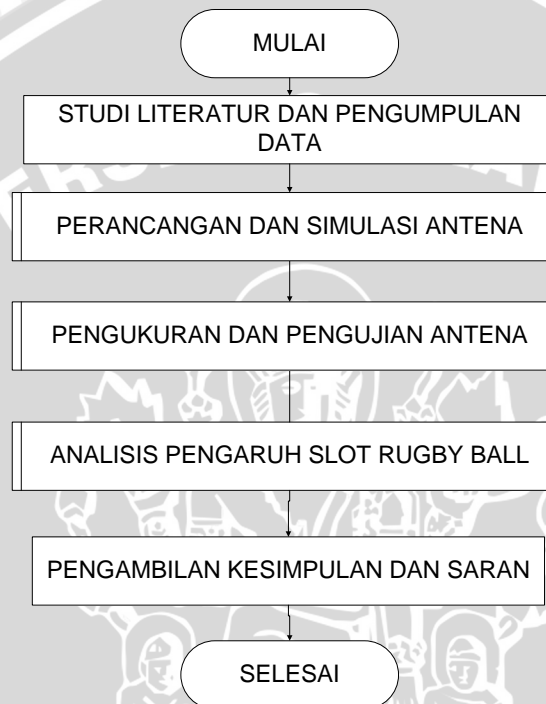 MULAI
STUDI LITERATUR DAN PENGUMPULAN
DATA
PERANCANGAN DAN SIMULASI ANTENA
PENGUKURAN DAN PENGUJIAN ANTENA
ANALISIS PENGARUH SLOT RUGBY BALL
PENGAMBILAN KESIMPULAN DAN SARAN
SELESAI